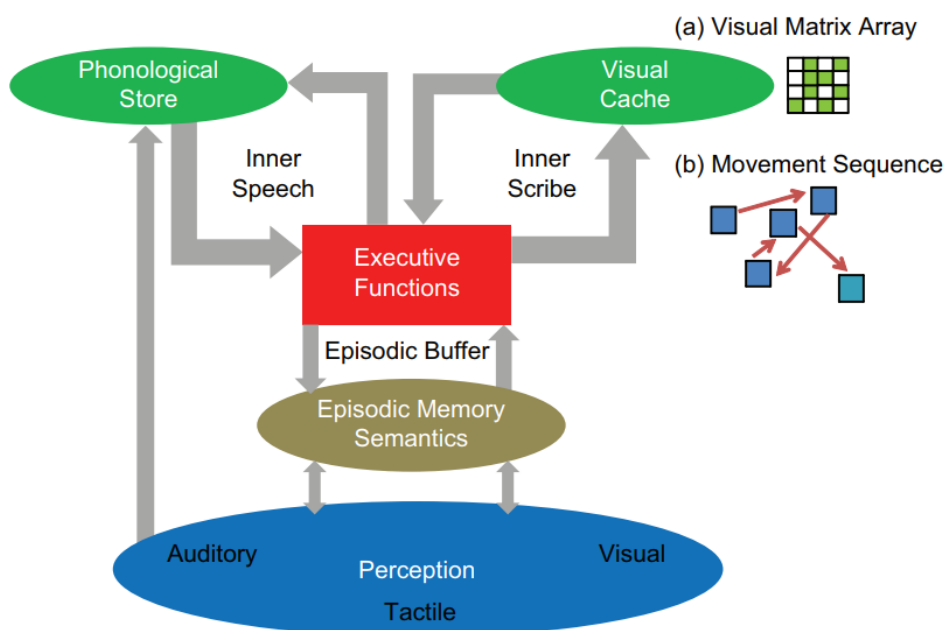 (a) Visual Matrix Array
Phonological
Store
Visual
Cache
Inner
Speech
Inner
Scribe
(b) Movement Sequence
Executive
Functions
Episodic Buffer
Episodic Memory
Semantics
Auditory
Visual
Perception
Tactile